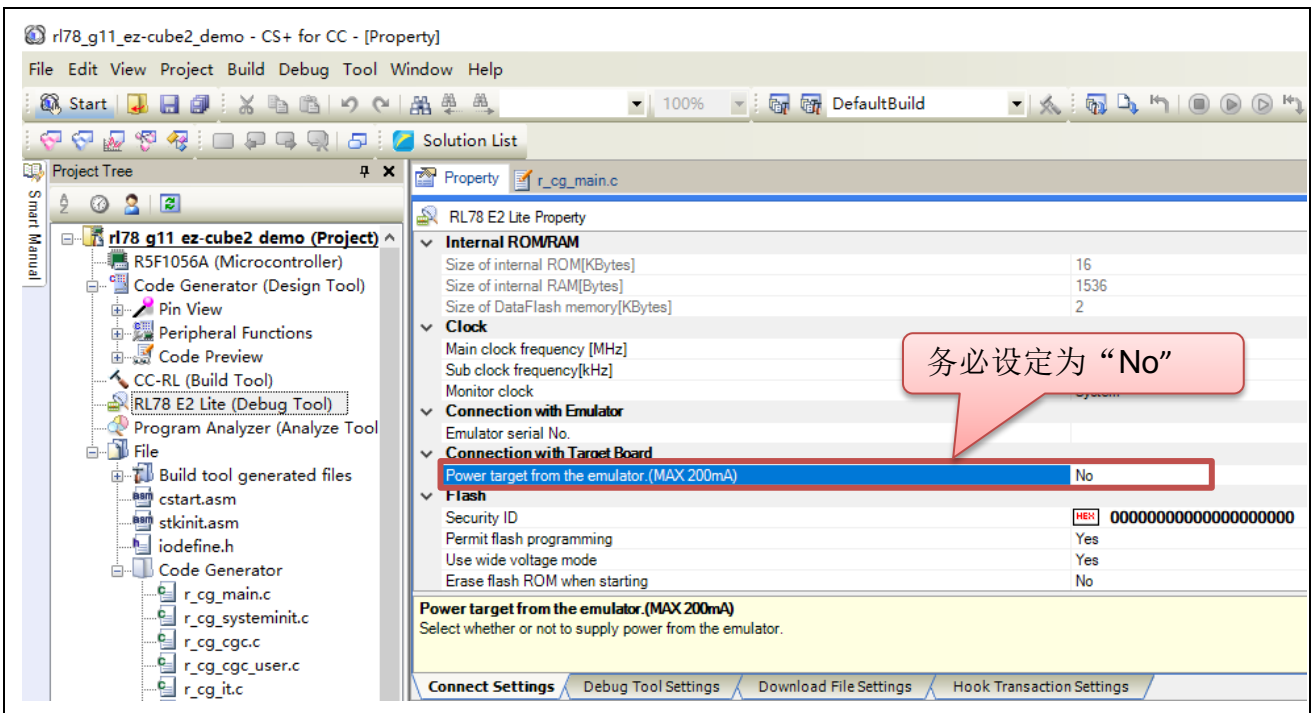 rl78_g11_ez-cube2_demo - CS+ for CC - [Property]
File Edit View Project Build Debug Tool Window Help
Start 100% DefaultBuild
Solution List
Smart Manual
Project Tree
rl78_g11_ez-cube2_demo (Project)
R5F1056A (Microcontroller)
Code Generator (Design Tool)
Pin View
Peripheral Functions
Code Preview
CC-RL (Build Tool)
RL78 E2 Lite (Debug Tool)
Program Analyzer (Analyze Tool
File
Build tool generated files
cstart.asm
stkinit.asm
iodefine.h
Code Generator
r_cg_main.c
r_cg_systeminit.c
r_cg_cgc.c
r_cg_cgc_user.c
r_cg_it.c
Property r_cg_main.c
RL78 E2 Lite Property
Internal ROM/RAM
Size of internal ROM[KBytes] 16
Size of internal RAM[Bytes] 1536
Size of DataFlash memory[KBytes] 2
Clock
Main clock frequency [MHz]
Sub clock frequency[kHz]
Monitor clock
务必设定为“No”
Connection with Emulator
Emulator serial No.
Connection with Target Board
Power target from the emulator.(MAX 200mA) No
Flash
Security ID HEX 00000000000000000000
Permit flash programming Yes
Use wide voltage mode Yes
Erase flash ROM when starting No
Power target from the emulator.(MAX 200mA)
Select whether or not to supply power from the emulator.
Connect Settings Debug Tool Settings Download File Settings Hook Transaction Settings